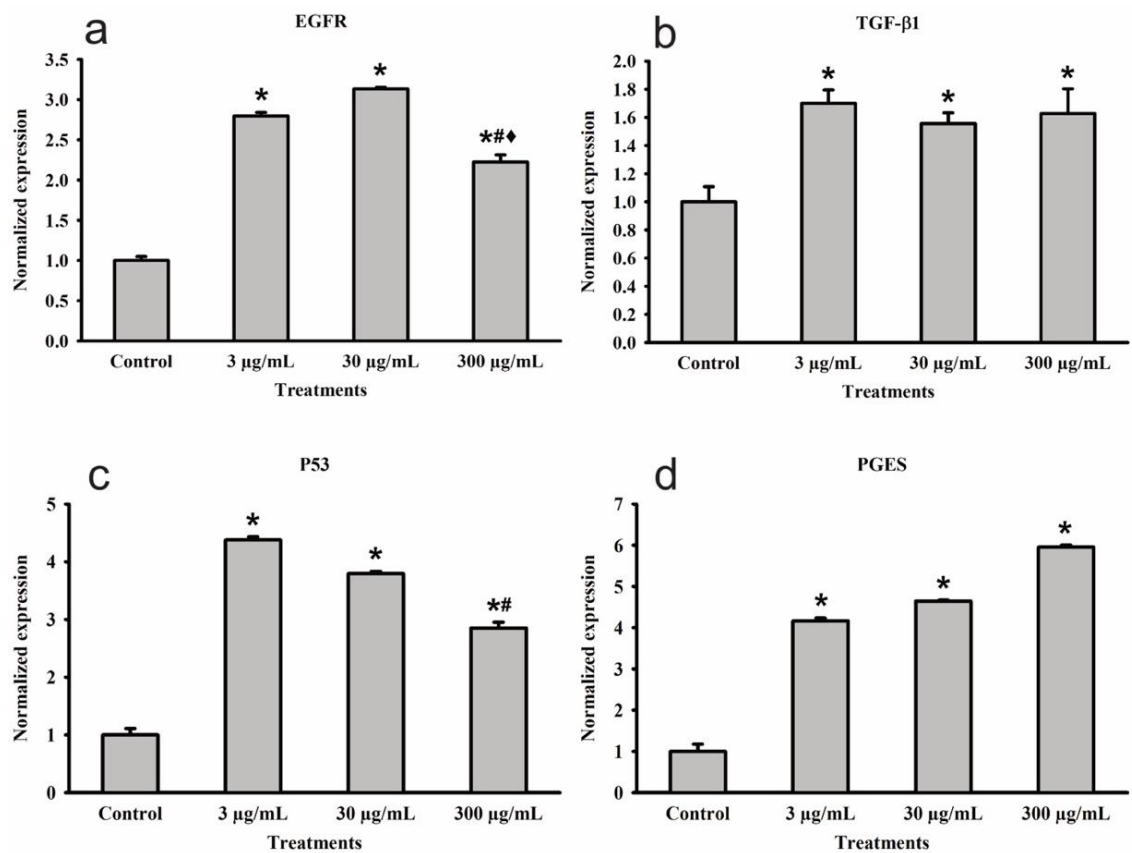 a
EGFR
Normalized expression
4.0
3.5
3.0
2.5
2.0
1.5
1.0
0.5
0.0
*
*
*#♦
Control 3 µg/mL 30 µg/mL 300 µg/mL
Treatments
b
TGF-β1
Normalized expression
2.0
1.8
1.6
1.4
1.2
1.0
0.8
0.6
0.4
0.2
0.0
*
*
*
Control 3 µg/mL 30 µg/mL 300 µg/mL
Treatments
c
P53
Normalized expression
5
4
3
2
1
0
*
*
*#
Control 3 µg/mL 30 µg/mL 300 µg/mL
Treatments
d
PGES
Normalized expression
7
6
5
4
3
2
1
0
*
*
*
Control 3 µg/mL 30 µg/mL 300 µg/mL
Treatments